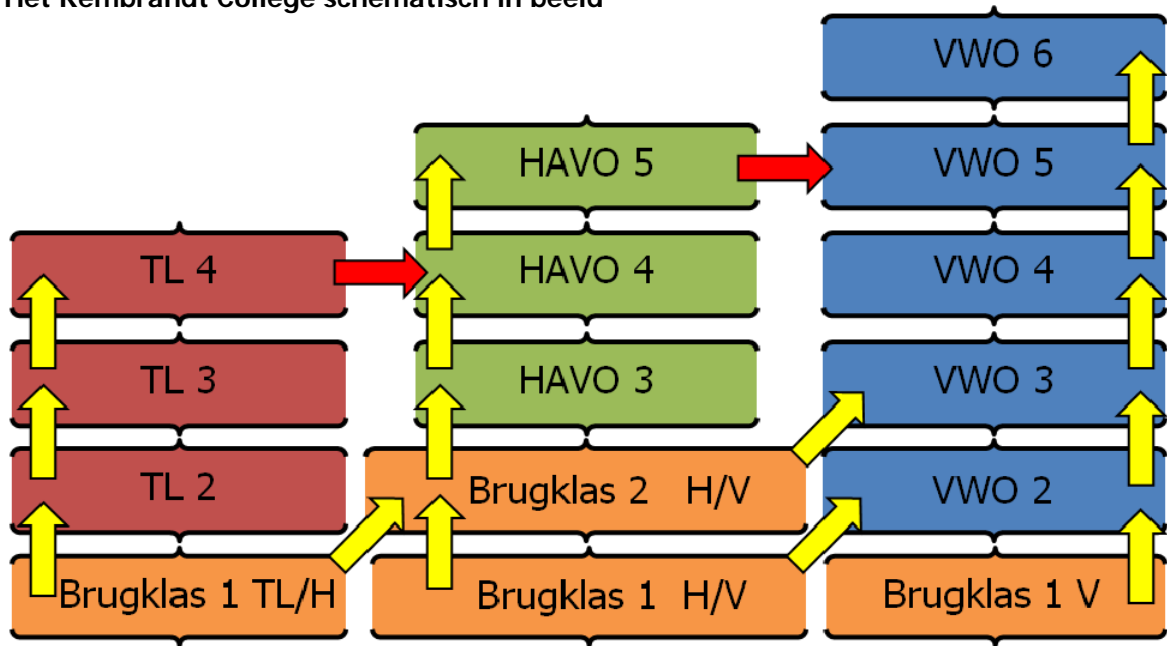 Het Rembrandt College schematisch in beeld
VWO 6
HAVO 5
VWO 5
TL 4
HAVO 4
VWO 4
TL 3
HAVO 3
VWO 3
TL 2
Brugklas 2 H/V
VWO 2
Brugklas 1 TL/H
Brugklas 1 H/V
Brugklas 1 V